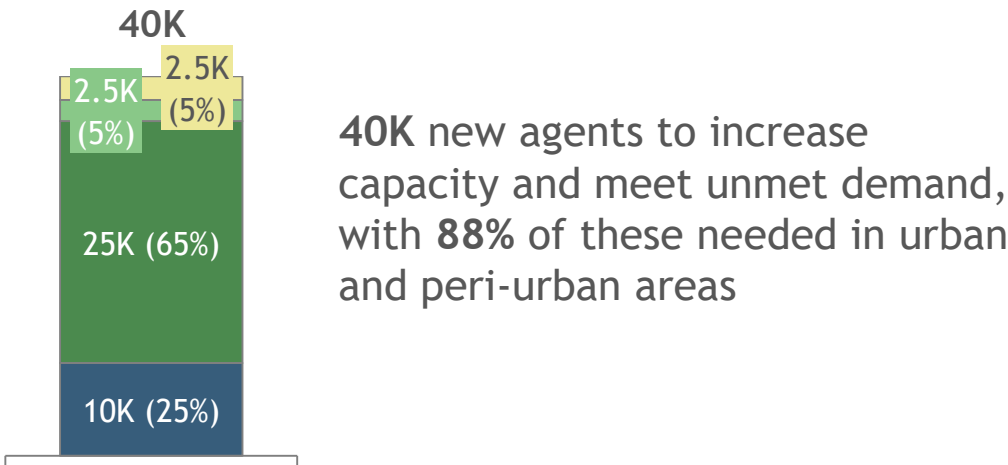 40K
2.5K
(5%)
2.5K
(5%)
25K (65%)
10K (25%)
40K new agents to increase
capacity and meet unmet demand,
with 88% of these needed in urban
and peri-urban areas